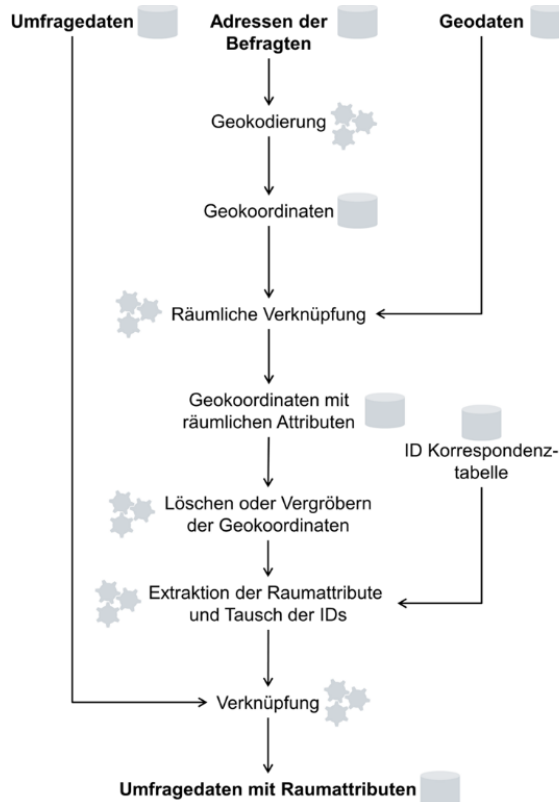 Umfragedaten
Adressen der
Befragten
Geodaten
Geokodierung
Geokoordinaten
Räumliche Verknüpfung
Geokoordinaten mit
räumlichen Attributen
ID Korrespondenz-
tabelle
Löschen oder Vergröbern
der Geokoordinaten
Extraktion der Raumattribute
und Tausch der IDs
Verknüpfung
Umfragedaten mit Raumattributen